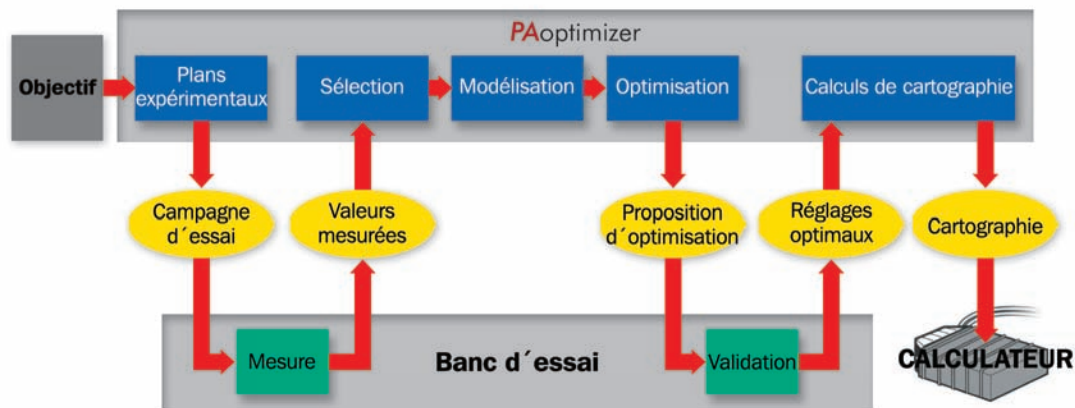 PAoptimizer
Objectif
Plans
expérimentaux
Sélection
Modélisation
Optimisation
Calculs de cartographie
Campagne
d´essai
Valeurs
mesurées
Proposition
d´optimisation
Réglages
optimaux
Cartographie
Mesure
Banc d´essai
Validation
CALCULATEUR